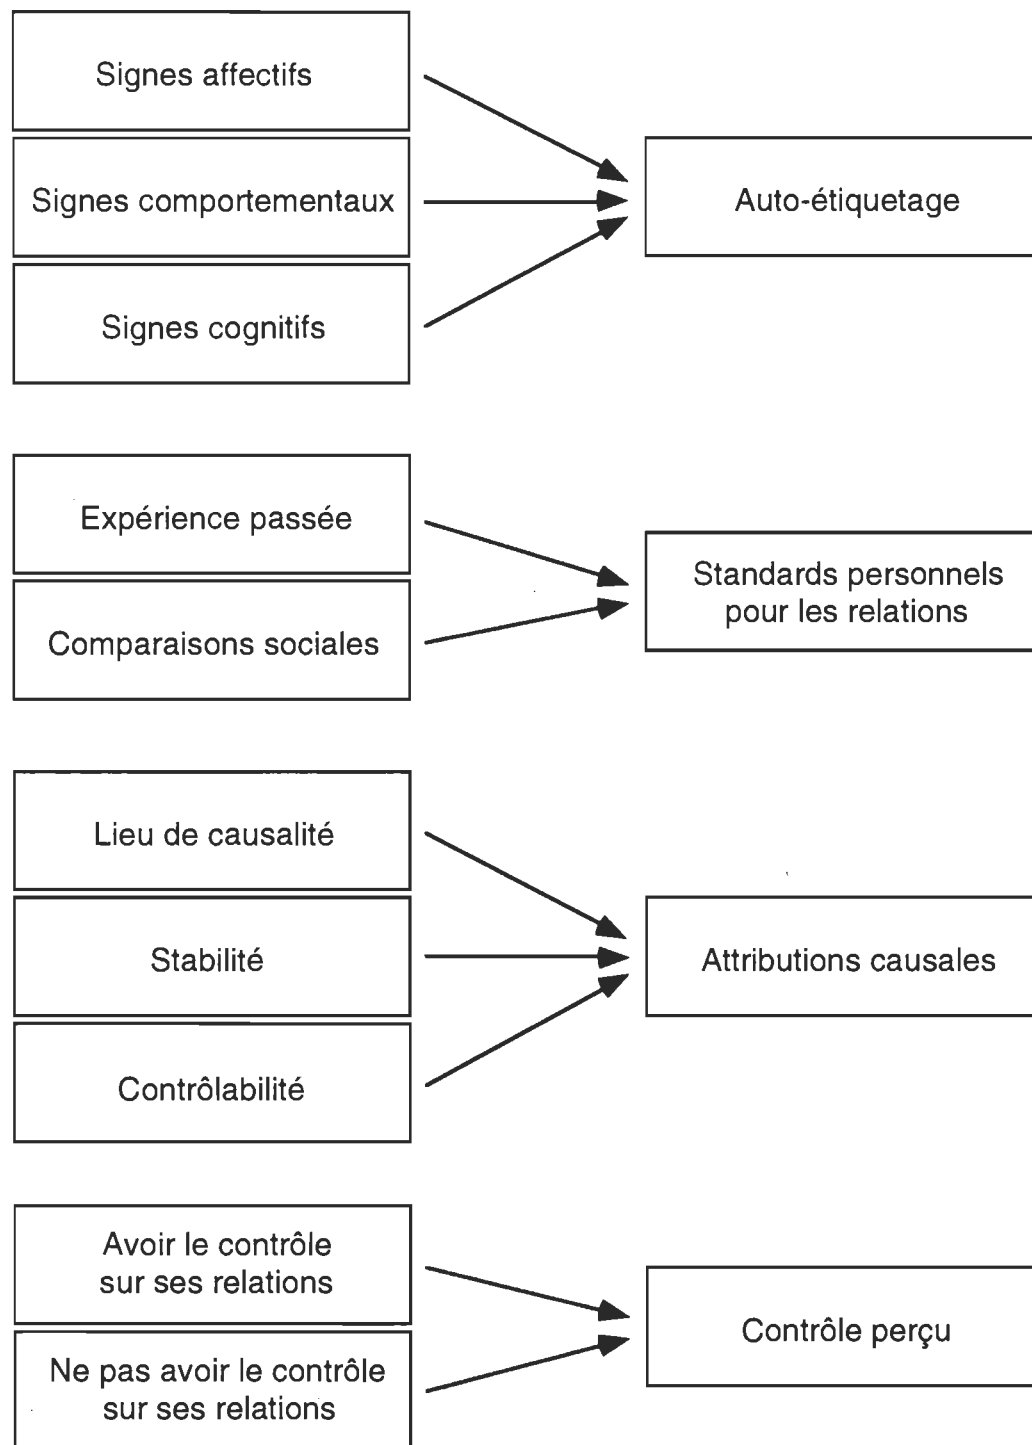 Signes affectifs
Signes comportementaux
Auto-étiquetage
Signes cognitifs
Expérience passée
Standards personnels
pour les relations
Comparaisons sociales
Lieu de causalité
Stabilité
Attributions causales
Contrôlabilité
Avoir le contrôle
sur ses relations
Contrôle perçu
Ne pas avoir le contrôle
sur ses relations